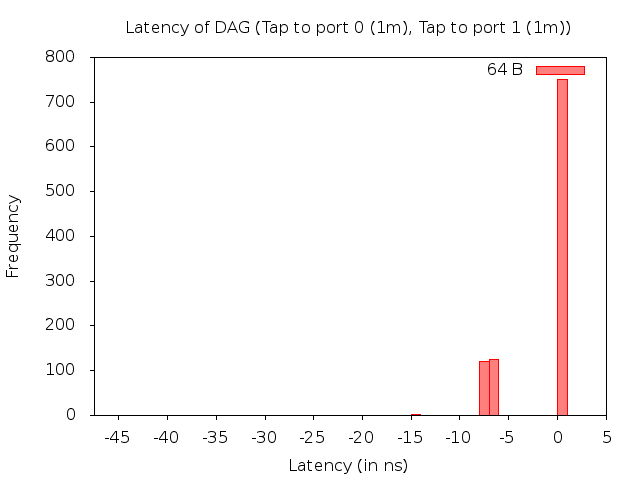 Latency of DAG (Tap to port 0 (1m), Tap to port 1 (1m))
64 B
800
700
600
500
400
300
200
100
0
Frequency
-45 -40 -35 -30 -25 -20 -15 -10 -5 0 5
Latency (in ns)